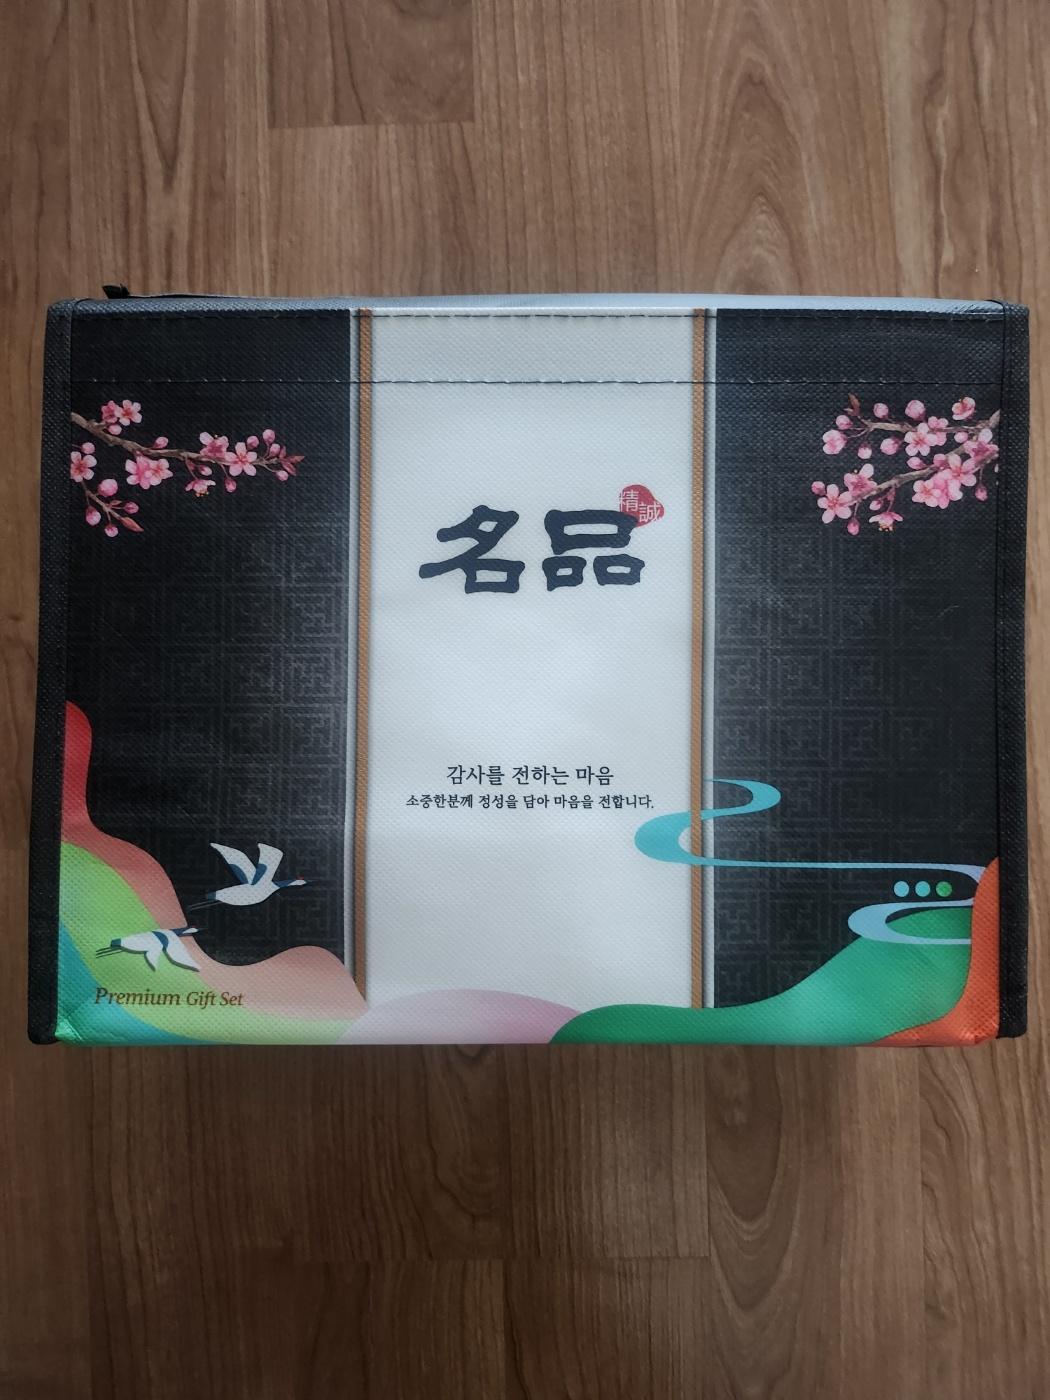 精誠
名品
감사를 전하는 마음
소중한분께 정성을 담아 마음을 전합니다.
Premium Gift Set